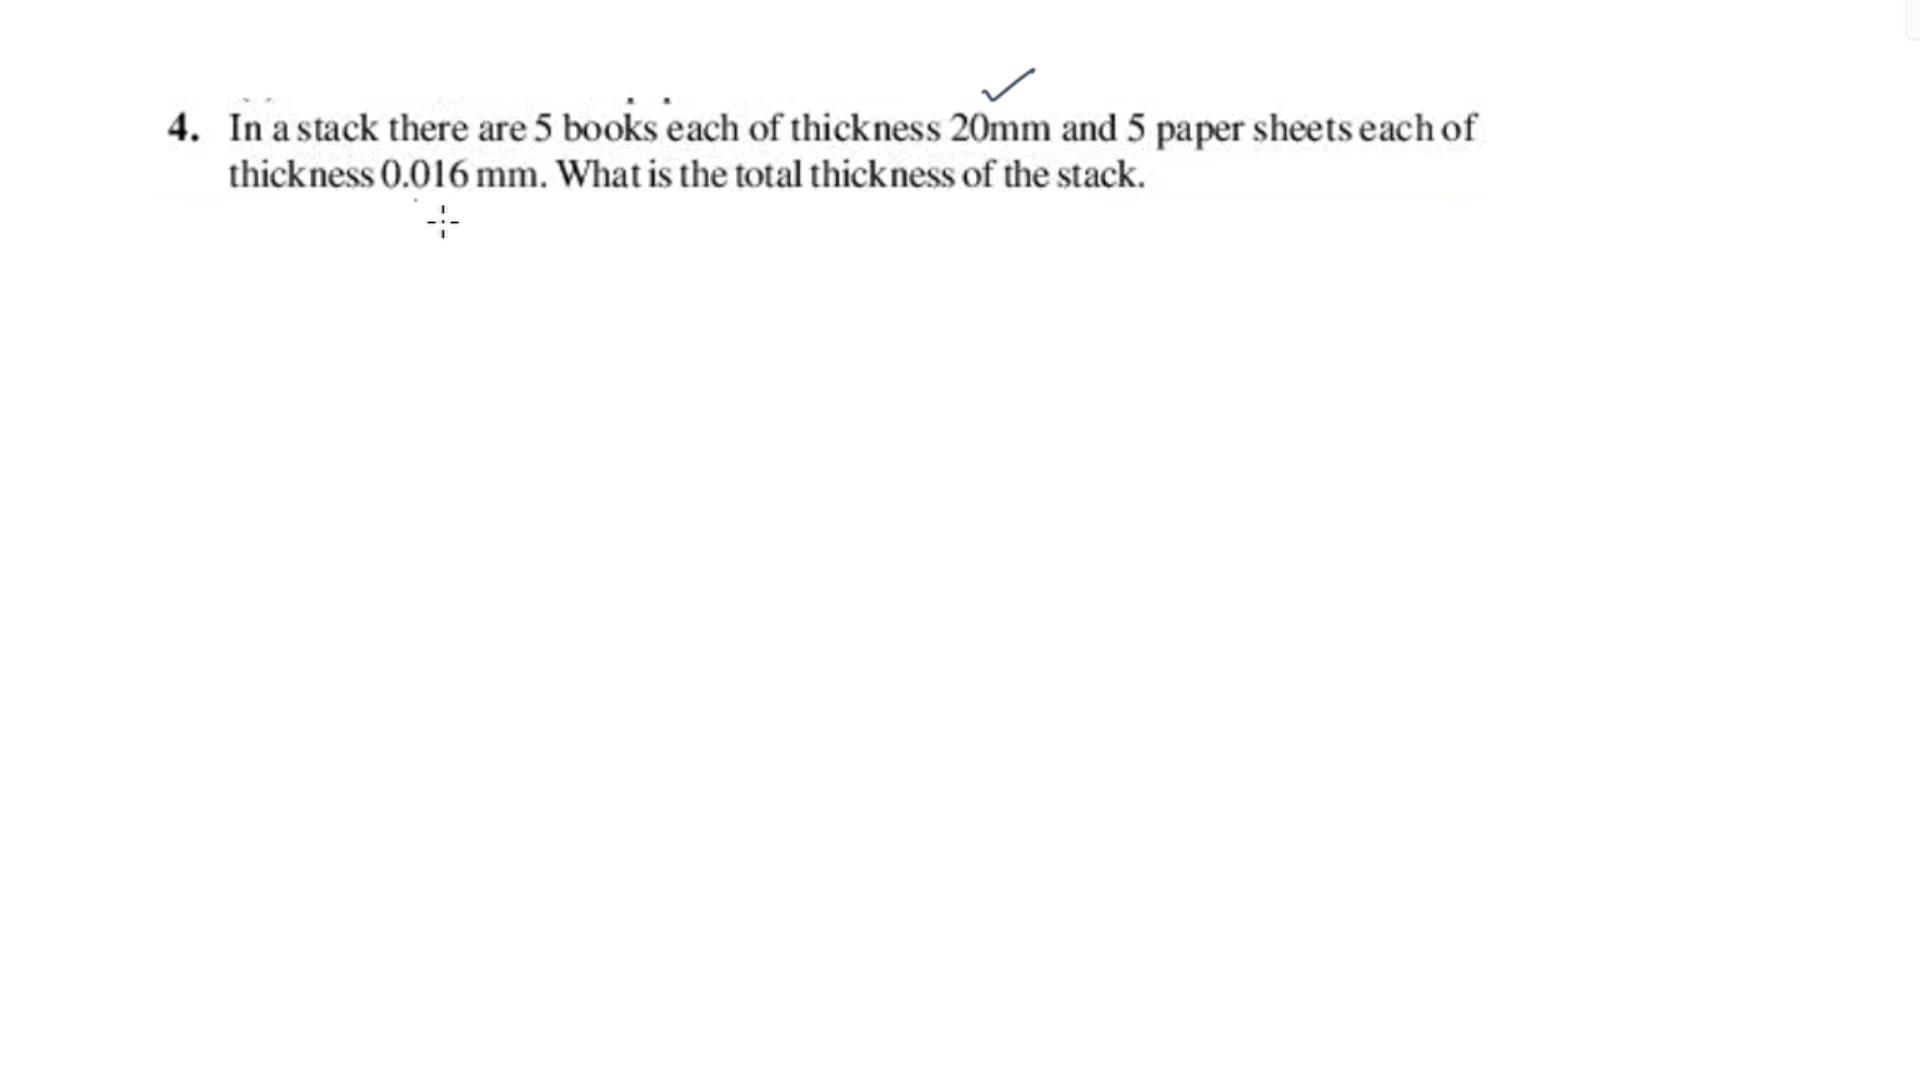 4. In a stack there are 5 books each of thickness 20mm and 5 paper sheets each of
thickness 0.016 mm. What is the total thickness of the stack.